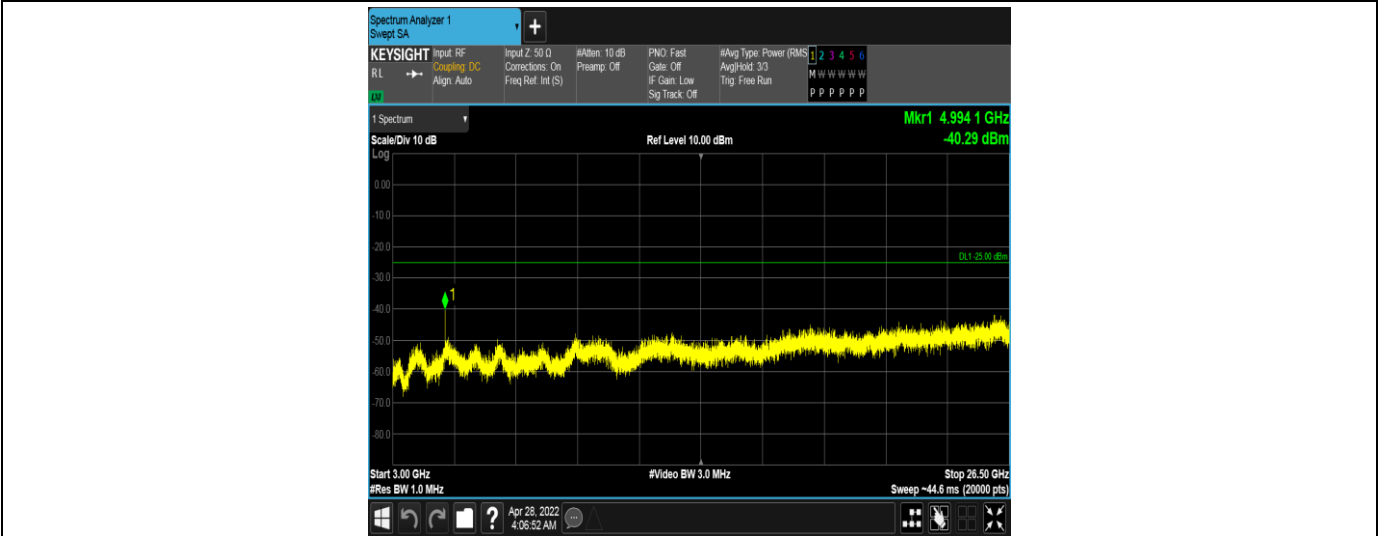 Spectrum Analyzer 1
Swept SA
+
KEYSIGHT
RL
Input: RF
Coupling: DC
Align: Auto
Input Z: 50 Ω
Corrections: On
Freq Ref: Int (S)
#Atten: 10 dB
Preamp: Off
PNO: Fast
Gate: Off
IF Gain: Low
Sig Track: Off
#Avg Type: Power (RMS
Avg|Hold: 3/3
Trig: Free Run
1 2 3 4 5 6
M W W W W W
P P P P P P
1 Spectrum
Mkr1 4.994 1 GHz
Scale/Div 10 dB
Ref Level 10.00 dBm
-40.29 dBm
Log
0.00
-10.0
-20.0
DL1 -25.00 dBm
-30.0
1
-40.0
-50.0
-60.0
-70.0
-80.0
Start 3.00 GHz
#Video BW 3.0 MHz
Stop 26.50 GHz
#Res BW 1.0 MHz
Sweep ~44.6 ms (20000 pts)
?
Apr 28, 2022
4:06:52 AM